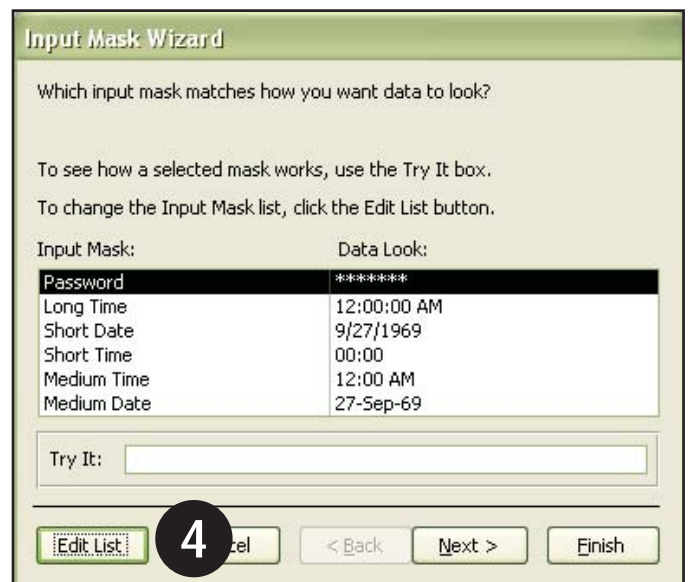 Input Mask Wizard
Which input mask matches how you want data to look?
To see how a selected mask works, use the Try It box.
To change the Input Mask list, click the Edit List button.
Input Mask: Data Look:
Password *******
Long Time 12:00:00 AM
Short Date 9/27/1969
Short Time 00:00
Medium Time 12:00 AM
Medium Date 27-Sep-69
Try It:
Edit List 4 < Back Next > Finish